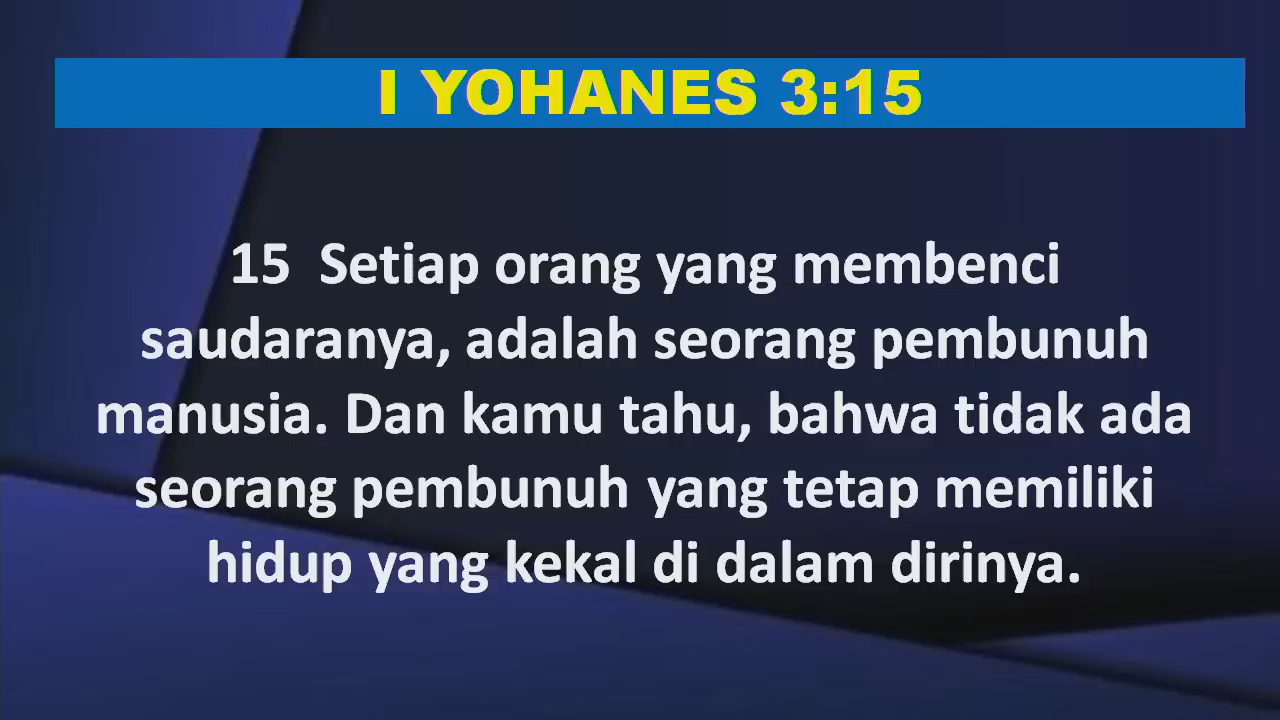 I YOHANES 3:15
15 Setiap orang yang membenci
saudaranya, adalah seorang pembunuh
manusia. Dan kamu tahu, bahwa tidak ada
seorang pembunuh yang tetap memiliki
hidup yang kekal di dalam dirinya.